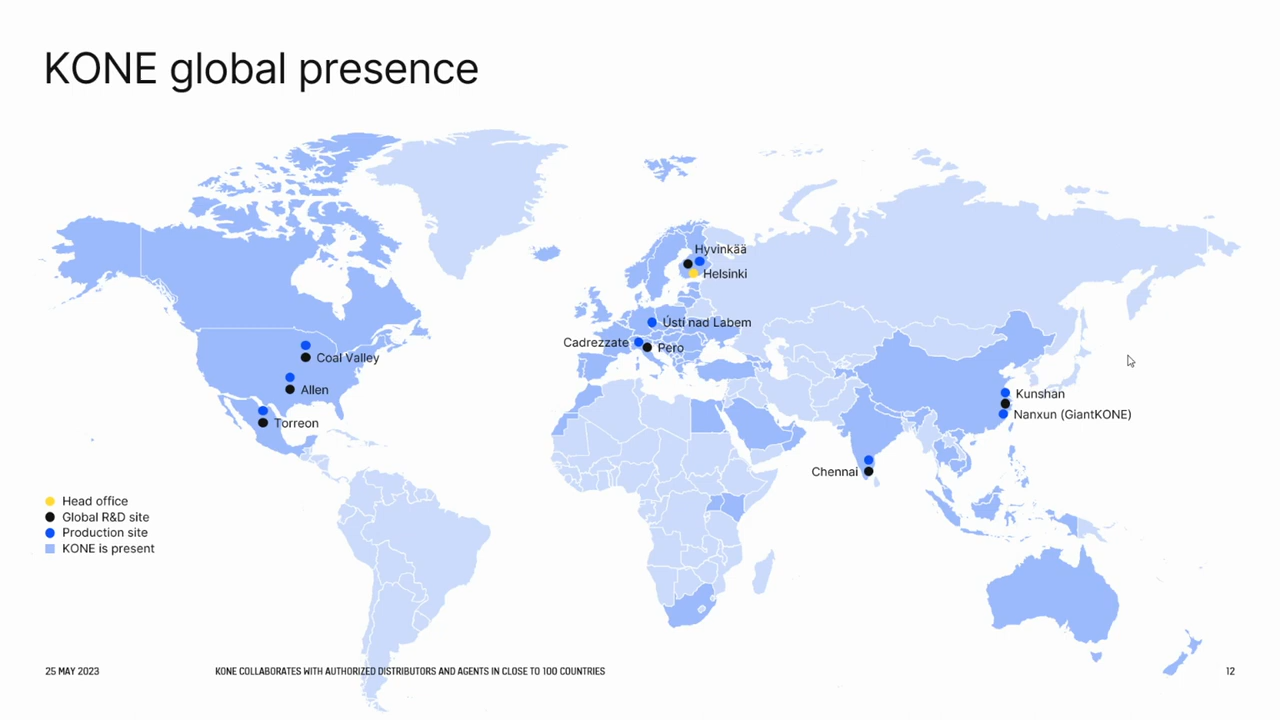 KONE global presence
Hyvinkää
Helsinki
Ústí nad Labem
Cadrezzate
Pero
Coal Valley
Allen
Torreon
Kunshan
Nanxun (GiantKONE)
Chennai
Head office
Global R&D site
Production site
KONE is present
25 MAY 2023
KONE COLLABORATES WITH AUTHORIZED DISTRIBUTORS AND AGENTS IN CLOSE TO 100 COUNTRIES
12